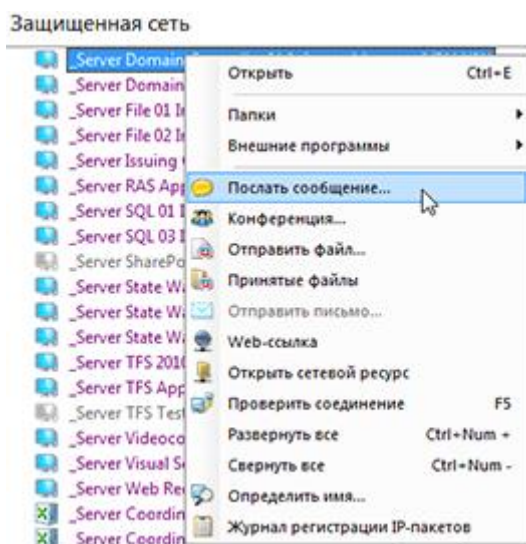 Защищенная сеть
_Server Domain
Открыть Ctrl+E
_Server Domain
_Server File 01
Папки
_Server File 02
Внешние программы
_Server Issuing
_Server RAS App
Послать сообщение...
_Server SQL 01
Конференция...
_Server SQL 03
Отправить файл...
_Server SharePo
Принятые файлы
_Server State W
_Server State W
Отправить письмо...
_Server State W
Web-ссылка
_Server TFS 2010
Открыть сетевой ресурс
_Server TFS App
Проверить соединение F5
_Server TFS Test
Развернуть все Ctrl+Num +
_Server Videoco
_Server Visual S
Свернуть все Ctrl+Num -
_Server Web Re
Определить имя...
_Server Coordin
Журнал регистрации IP-пакетов
_Server Coordin